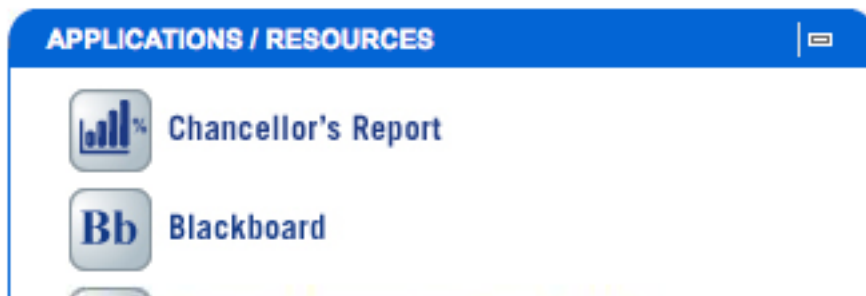 APPLICATIONS / RESOURCES
%
Chancellor's Report
Bb
Blackboard